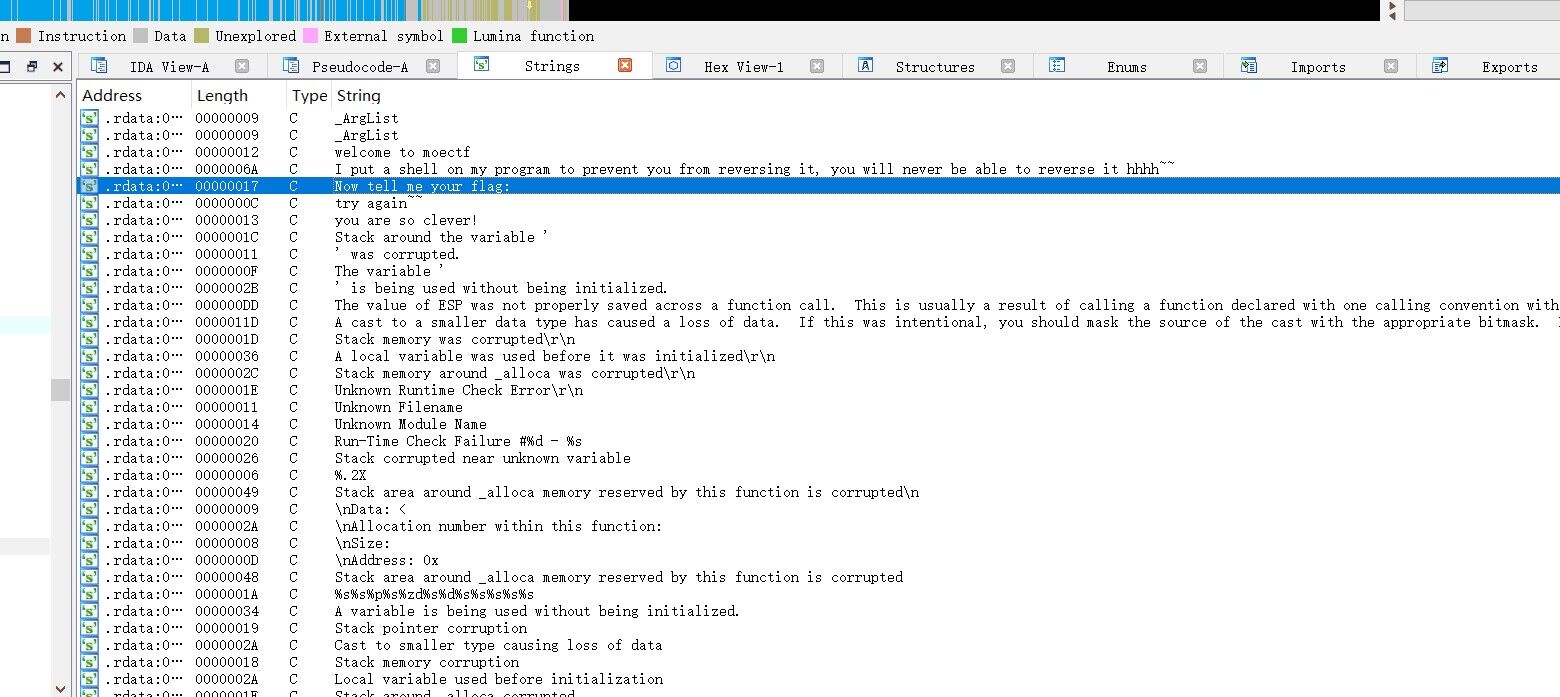 n Instruction Data Unexplored External symbol Lumina function
IDA View-A Pseudocode-A Strings Hex View-1 Structures Enums Imports Exports
Address Length Type String
.rdata:0… 00000009 C _ArgList
.rdata:0… 00000009 C _ArgList
.rdata:0… 00000012 C welcome to moectf
.rdata:0… 0000006A C I put a shell on my program to prevent you from reversing it, you will never be able to reverse it hhhh~~
.rdata:0… 00000017 C Now tell me your flag:
.rdata:0… 0000000C C try again~~
.rdata:0… 00000013 C you are so clever!
.rdata:0… 0000001C C Stack around the variable '
.rdata:0… 00000011 C ' was corrupted.
.rdata:0… 0000000F C The variable '
.rdata:0… 0000002B C ' is being used without being initialized.
.rdata:0… 000000DD C The value of ESP was not properly saved across a function call.  This is usually a result of calling a function declared with one calling convention with
.rdata:0… 0000011D C A cast to a smaller data type has caused a loss of data.  If this was intentional, you should mask the source of the cast with the appropriate bitmask.
.rdata:0… 0000001D C Stack memory was corrupted\r\n
.rdata:0… 00000036 C A local variable was used before it was initialized\r\n
.rdata:0… 0000002C C Stack memory around _alloca was corrupted\r\n
.rdata:0… 0000001E C Unknown Runtime Check Error\r\n
.rdata:0… 00000011 C Unknown Filename
.rdata:0… 00000014 C Unknown Module Name
.rdata:0… 00000020 C Run-Time Check Failure #%d - %s
.rdata:0… 00000026 C Stack corrupted near unknown variable
.rdata:0… 00000006 C %.2X
.rdata:0… 00000049 C Stack area around _alloca memory reserved by this function is corrupted\n
.rdata:0… 00000009 C \nData: <
.rdata:0… 0000002A C \nAllocation number within this function:
.rdata:0… 00000008 C \nSize:
.rdata:0… 0000000D C \nAddress: 0x
.rdata:0… 00000048 C Stack area around _alloca memory reserved by this function is corrupted
.rdata:0… 0000001A C %s%s%p%s%zd%s%d%s%s%s%s%s
.rdata:0… 00000034 C A variable is being used without being initialized.
.rdata:0… 00000019 C Stack pointer corruption
.rdata:0… 0000002A C Cast to smaller type causing loss of data
.rdata:0… 00000018 C Stack memory corruption
.rdata:0… 0000002A C Local variable used before initialization
.rdata:0… 0000001F C Stack around _alloca corrupted